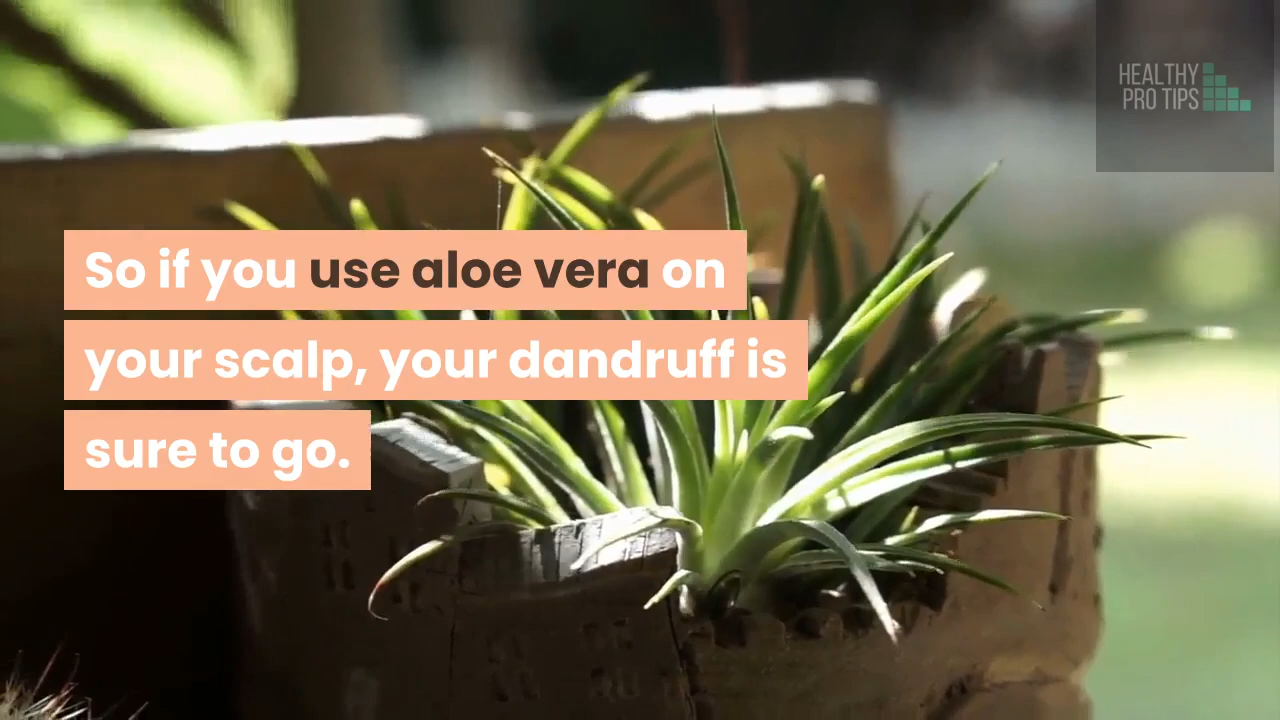 HEALTHY
PRO TIPS
So if you use aloe vera on
your scalp, your dandruff is
sure to go.